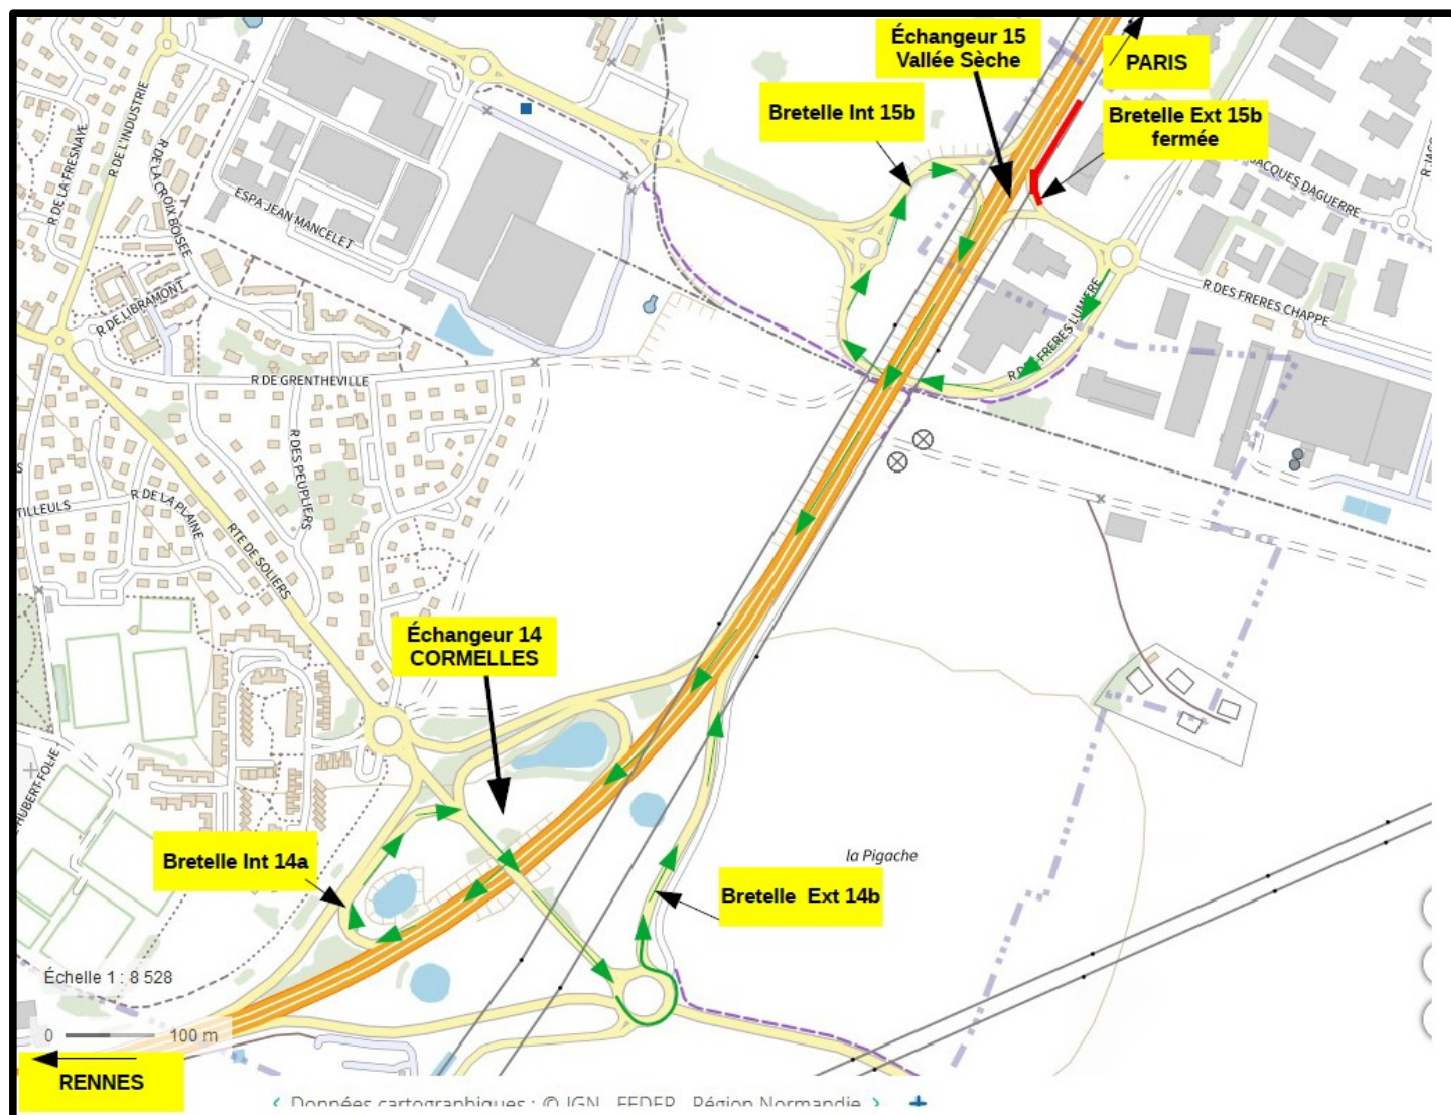 Échangeur 15
Vallée Sèche
PARIS
Bretelle Int 15b
Bretelle Ext 15b
fermée
R DE LA FRESNAYE
R DE L'INDUSTRIE
R DE LA CROIX BOISEE
ESPA JEAN MANCELET
JACQUES DAGUERRE
R JACQ
R DES FRERES CHAPPE
FRERES LUMIERE
R DE LIBRAMONT
R DE GRENTHEVILLE
R DES PEUPLIERS
R DE LA PLAINE
TILLEULS
RTE DE SOLIERS
Échangeur 14
CORMELLES
HUBERT-FOLIE
Bretelle Int 14a
la Pigache
Bretelle Ext 14b
Échelle 1 : 8 528
0 100 m
RENNES
Données cartographiques : © IGN, FEDER, Région Normandie